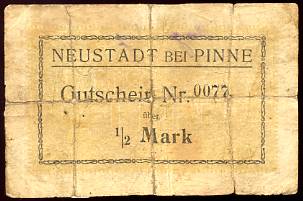 NEUSTADT BEI PINNE
Gutschein Nr. 0077
über
1/2 Mark